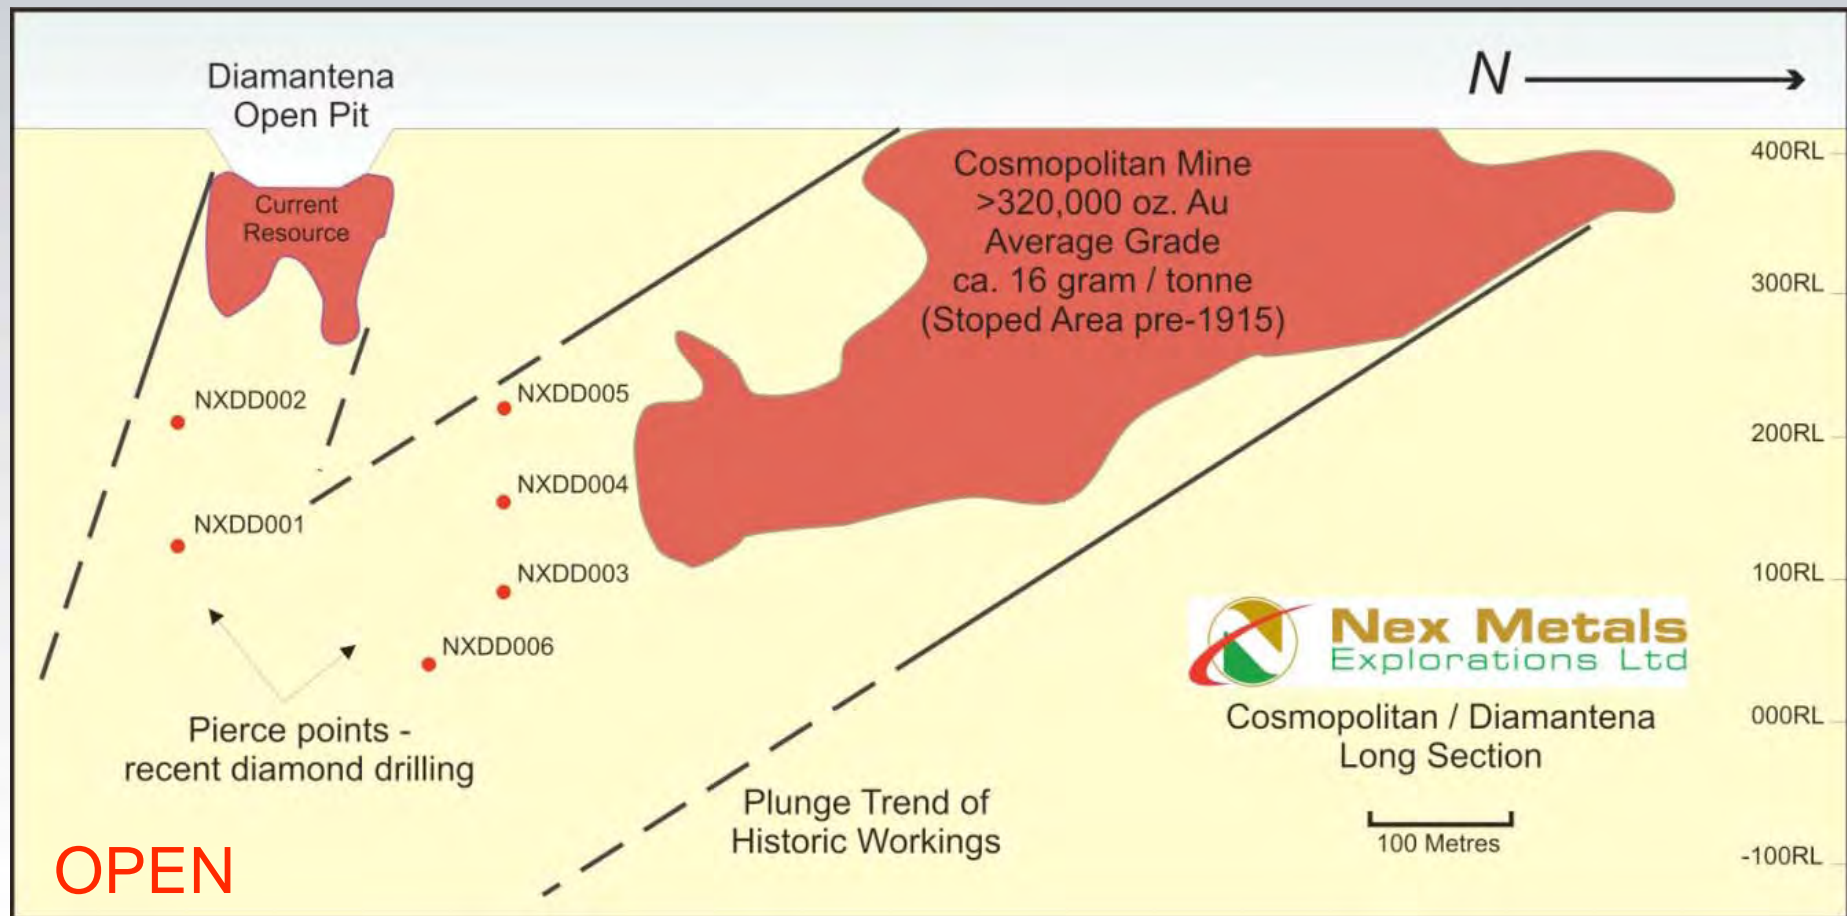 Diamantena
Open Pit
N
Current
Resource
Cosmopolitan Mine
>320,000 oz. Au
Average Grade
ca. 16 gram / tonne
(Stoped Area pre-1915)
400RL
300RL
200RL
100RL
000RL
-100RL
NXDD002
NXDD005
NXDD004
NXDD001
NXDD003
NXDD006
Pierce points -
recent diamond drilling
Nex Metals
Explorations Ltd
Cosmopolitan / Diamantena
Long Section
Plunge Trend of
Historic Workings
100 Metres
OPEN